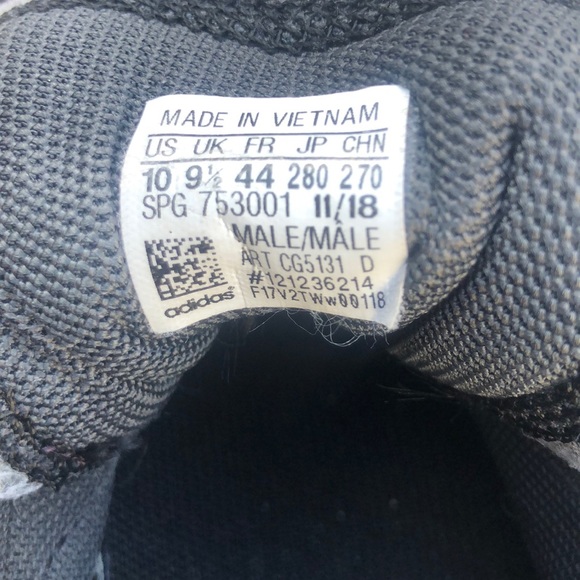 MADE IN VIETNAM
US UK FR JP CHN
10 9½ 44 280 270
SPG 753001 11/18
MALE/MÂLE
ART CG5131 D
#121236214
F17V2TWw00118
adidas